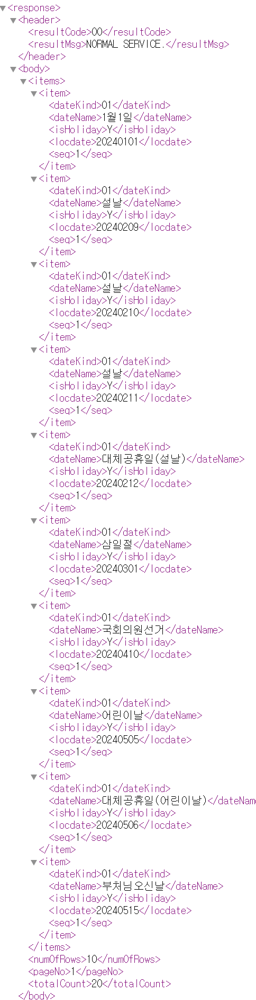 <response>
<header>
<resultCode>00</resultCode>
<resultMsg>NORMAL SERVICE.</resultMsg>
</header>
<body>
<items>
<item>
<dateKind>01</dateKind>
<dateName>1월1일</dateName>
<isHoliday>Y</isHoliday>
<locdate>20240101</locdate>
<seq>1</seq>
</item>
<item>
<dateKind>01</dateKind>
<dateName>설날</dateName>
<isHoliday>Y</isHoliday>
<locdate>20240209</locdate>
<seq>1</seq>
</item>
<item>
<dateKind>01</dateKind>
<dateName>설날</dateName>
<isHoliday>Y</isHoliday>
<locdate>20240210</locdate>
<seq>1</seq>
</item>
<item>
<dateKind>01</dateKind>
<dateName>설날</dateName>
<isHoliday>Y</isHoliday>
<locdate>20240211</locdate>
<seq>1</seq>
</item>
<item>
<dateKind>01</dateKind>
<dateName>대체공휴일(설날)</dateName>
<isHoliday>Y</isHoliday>
<locdate>20240212</locdate>
<seq>1</seq>
</item>
<item>
<dateKind>01</dateKind>
<dateName>삼일절</dateName>
<isHoliday>Y</isHoliday>
<locdate>20240301</locdate>
<seq>1</seq>
</item>
<item>
<dateKind>01</dateKind>
<dateName>국회의원선거</dateName>
<isHoliday>Y</isHoliday>
<locdate>20240410</locdate>
<seq>1</seq>
</item>
<item>
<dateKind>01</dateKind>
<dateName>어린이날</dateName>
<isHoliday>Y</isHoliday>
<locdate>20240505</locdate>
<seq>1</seq>
</item>
<item>
<dateKind>01</dateKind>
<dateName>대체공휴일(어린이날)</dateNam
<isHoliday>Y</isHoliday>
<locdate>20240506</locdate>
<seq>1</seq>
</item>
<item>
<dateKind>01</dateKind>
<dateName>부처님오신날</dateName>
<isHoliday>Y</isHoliday>
<locdate>20240515</locdate>
<seq>1</seq>
</item>
</items>
<numOfRows>10</numOfRows>
<pageNo>1</pageNo>
<totalCount>20</totalCount>
</body>